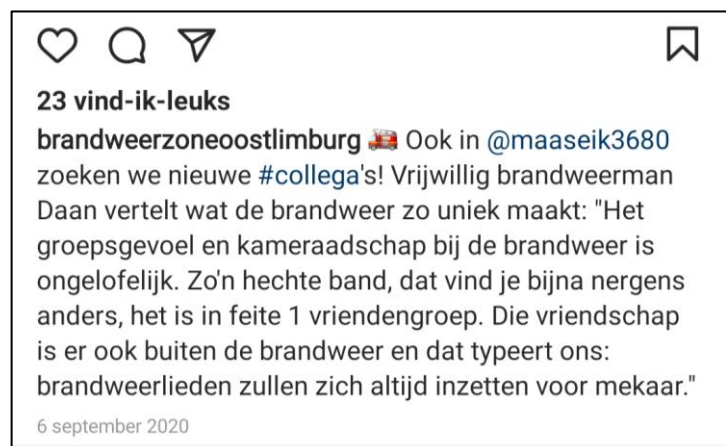 23 vind-ik-leuks
brandweerzoneoostlimburg 🚒 Ook in @maaseik3680
zoeken we nieuwe #collega's! Vrijwillig brandweerman
Daan vertelt wat de brandweer zo uniek maakt: "Het
groepsgevoel en kameraadschap bij de brandweer is
ongelofelijk. Zo'n hechte band, dat vind je bijna nergens
anders, het is in feite 1 vriendengroep. Die vriendschap
is er ook buiten de brandweer en dat typeert ons:
brandweerlieden zullen zich altijd inzetten voor mekaar."
6 september 2020